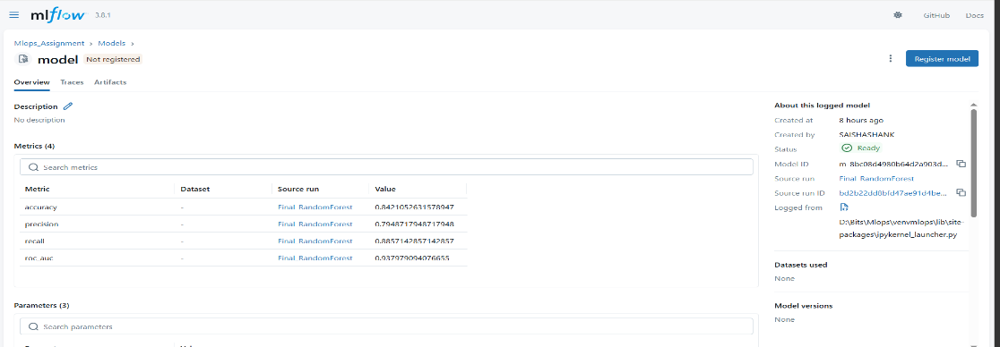 mlflow 3.8.1 GitHub Docs
Mlops_Assignment > Models >
model Not registered Register model
Overview Traces Artifacts
Description
No description
Metrics (4)
Search metrics
Metric Dataset Source run Value
accuracy - Final_RandomForest 0.8421052631578947
precision - Final_RandomForest 0.7948717948717948
recall - Final_RandomForest 0.8857142857142857
roc_auc - Final_RandomForest 0.937979094076655
Parameters (3)
Search parameters
About this logged model
Created at 8 hours ago
Created by SAISHASHANK
Status Ready
Model ID m-8bc08d4980b64d2a903d...
Source run Final_RandomForest
Source run ID bd2b22dd8bfd47ae91d4be...
Logged from
D:\Bits\Mlops\venvmlops\lib\site-
packages\ipykernel_launcher.py
Datasets used
None
Model versions
None